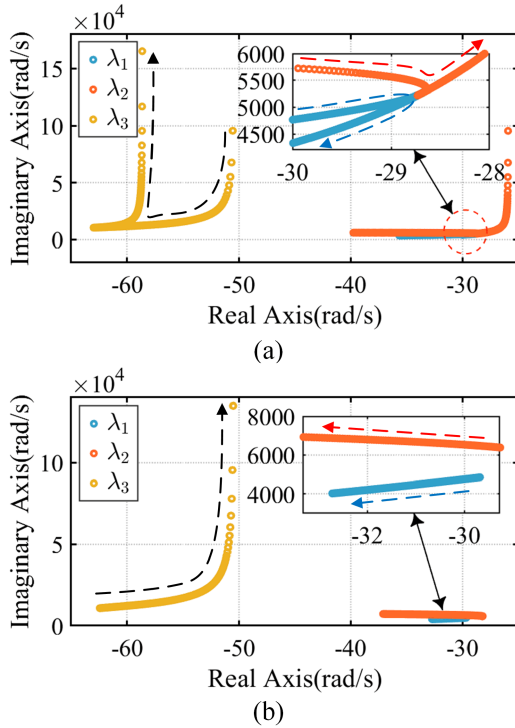 ×10⁴
λ₁
λ₂
λ₃
15
10
5
0
Imaginary Axis(rad/s)
6000
5500
5000
4500
-30
-29
-28
-60
-50
-40
-30
Real Axis(rad/s)
(a)
×10⁴
λ₁
λ₂
λ₃
10
5
0
Imaginary Axis(rad/s)
8000
6000
4000
-32
-30
-60
-50
-40
-30
Real Axis(rad/s)
(b)